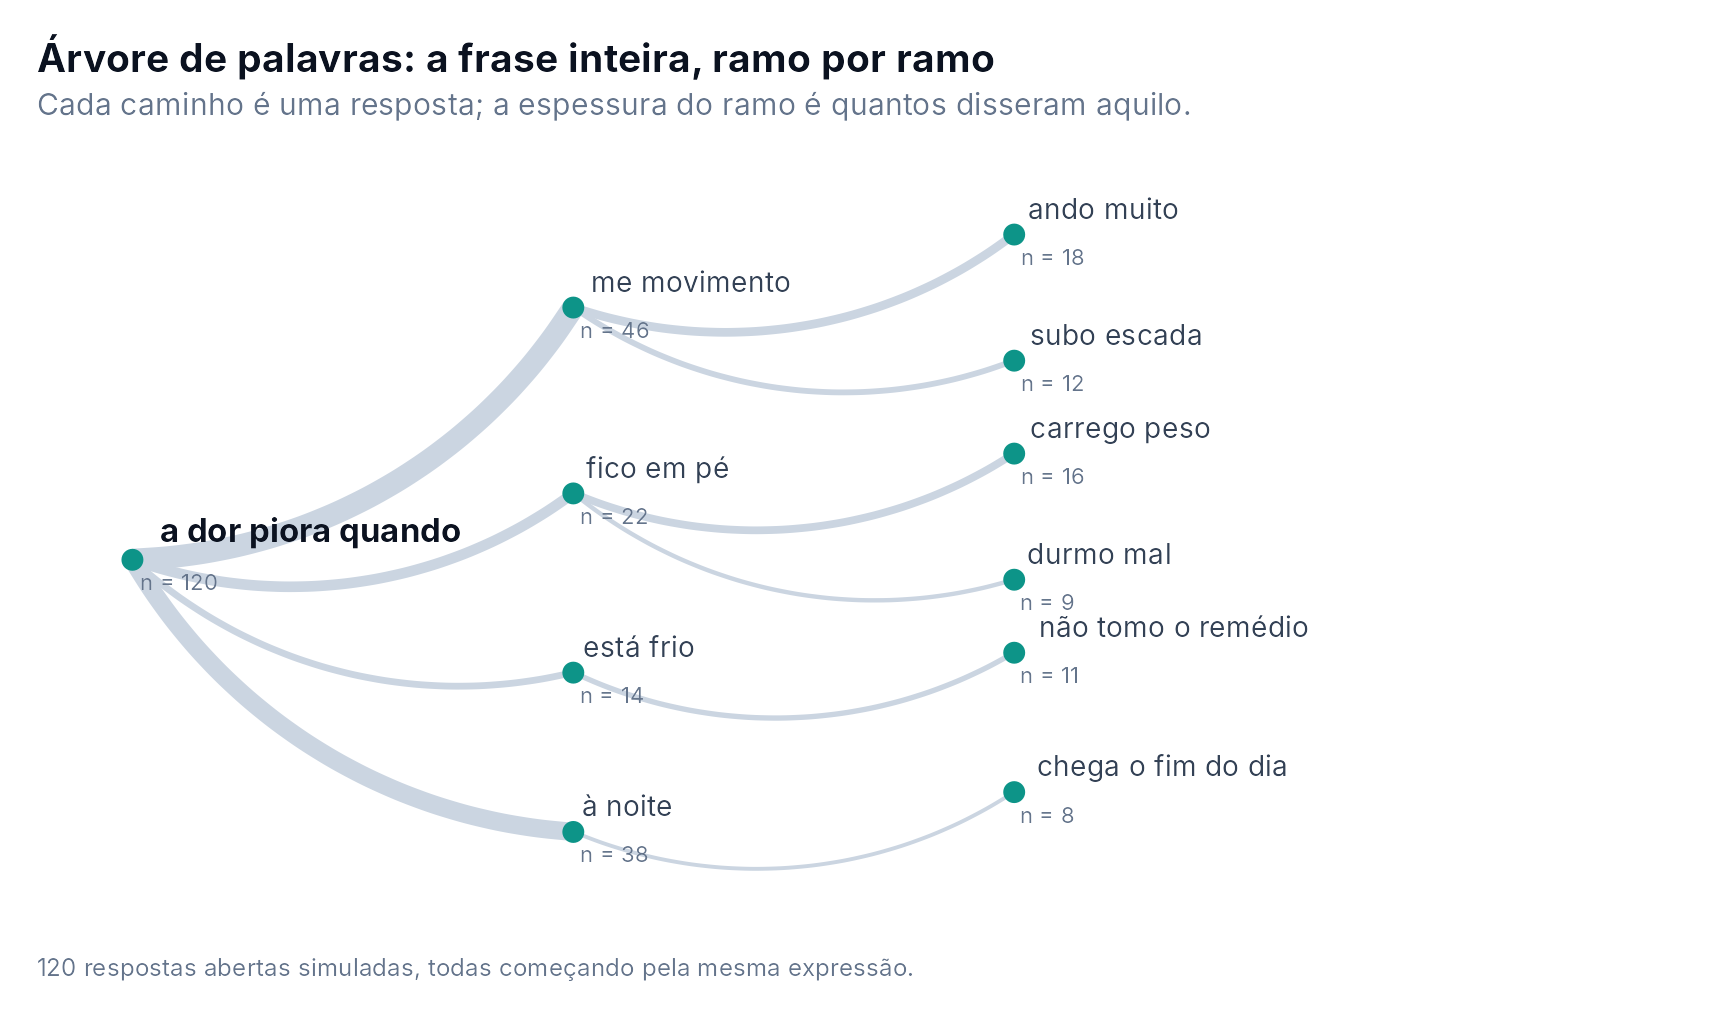 Árvore de palavras: a frase inteira, ramo por ramo
Cada caminho é uma resposta; a espessura do ramo é quantos disseram aquilo.
a dor piora quando
n = 120
me movimento
n = 46
fico em pé
n = 22
está frio
n = 14
à noite
n = 38
ando muito
n = 18
subo escada
n = 12
carrego peso
n = 16
durmo mal
n = 9
não tomo o remédio
n = 11
chega o fim do dia
n = 8
120 respostas abertas simuladas, todas começando pela mesma expressão.